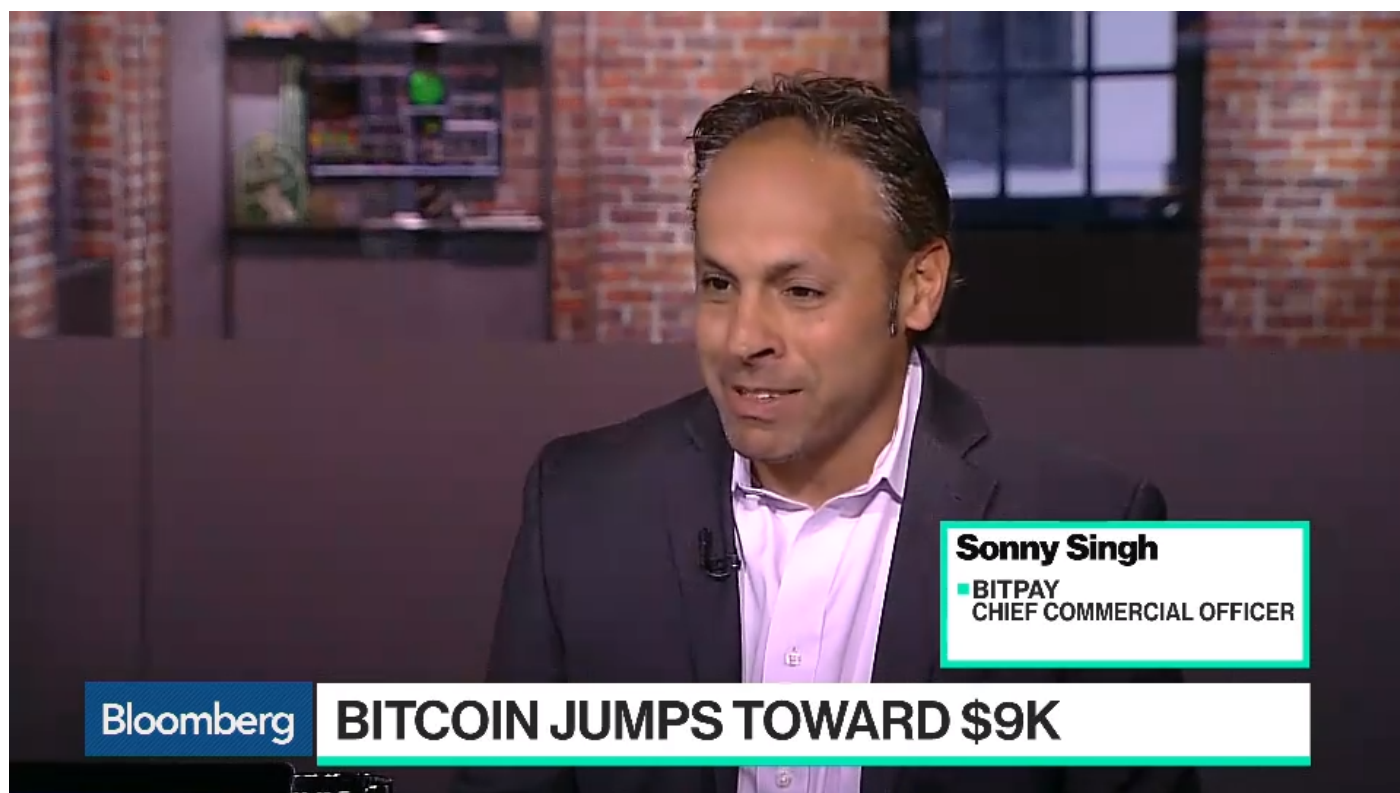 Sonny Singh
BITPAY
CHIEF COMMERCIAL OFFICER
Bloomberg
BITCOIN JUMPS TOWARD $9K